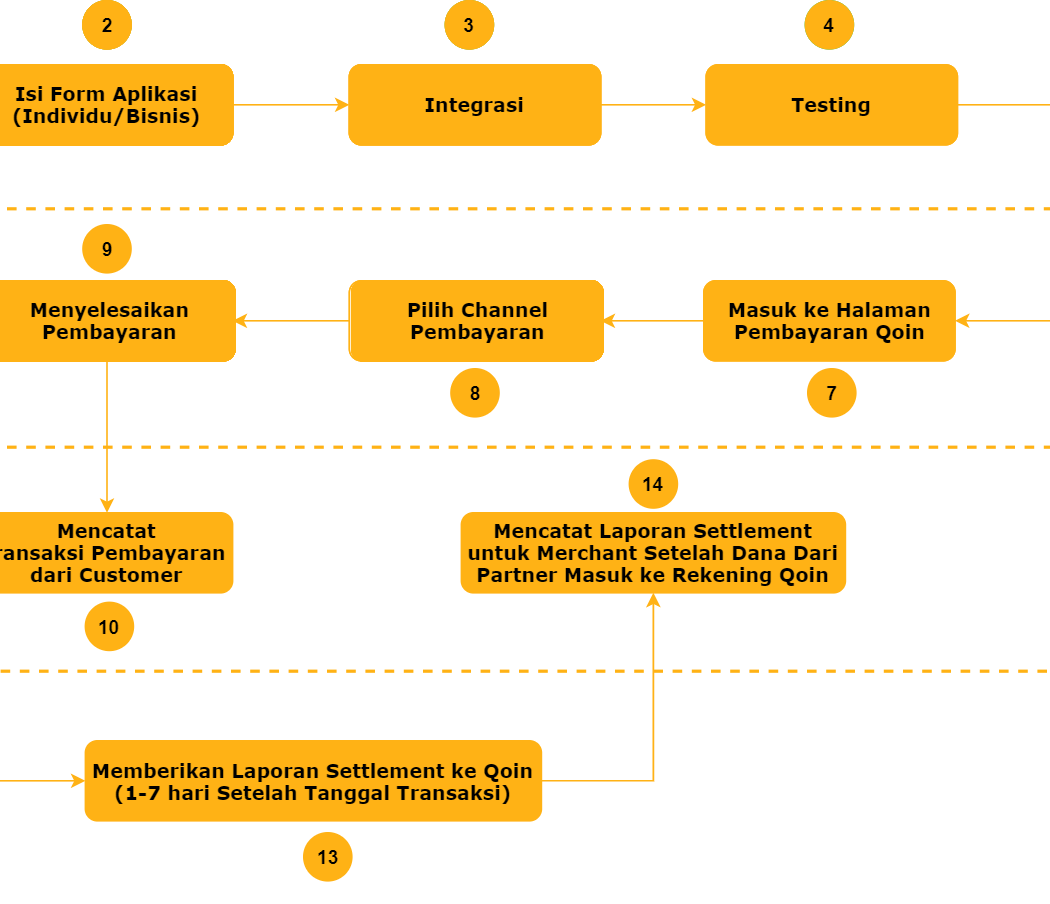 2
3
4
Isi Form Aplikasi
(Individu/Bisnis)
Integrasi
Testing
9
Menyelesaikan
Pembayaran
Pilih Channel
Pembayaran
Masuk ke Halaman
Pembayaran Qoin
8
7
14
Mencatat
ransaksi Pembayaran
dari Customer
Mencatat Laporan Settlement
untuk Merchant Setelah Dana Dari
Partner Masuk ke Rekening Qoin
10
Memberikan Laporan Settlement ke Qoin
(1-7 hari Setelah Tanggal Transaksi)
13